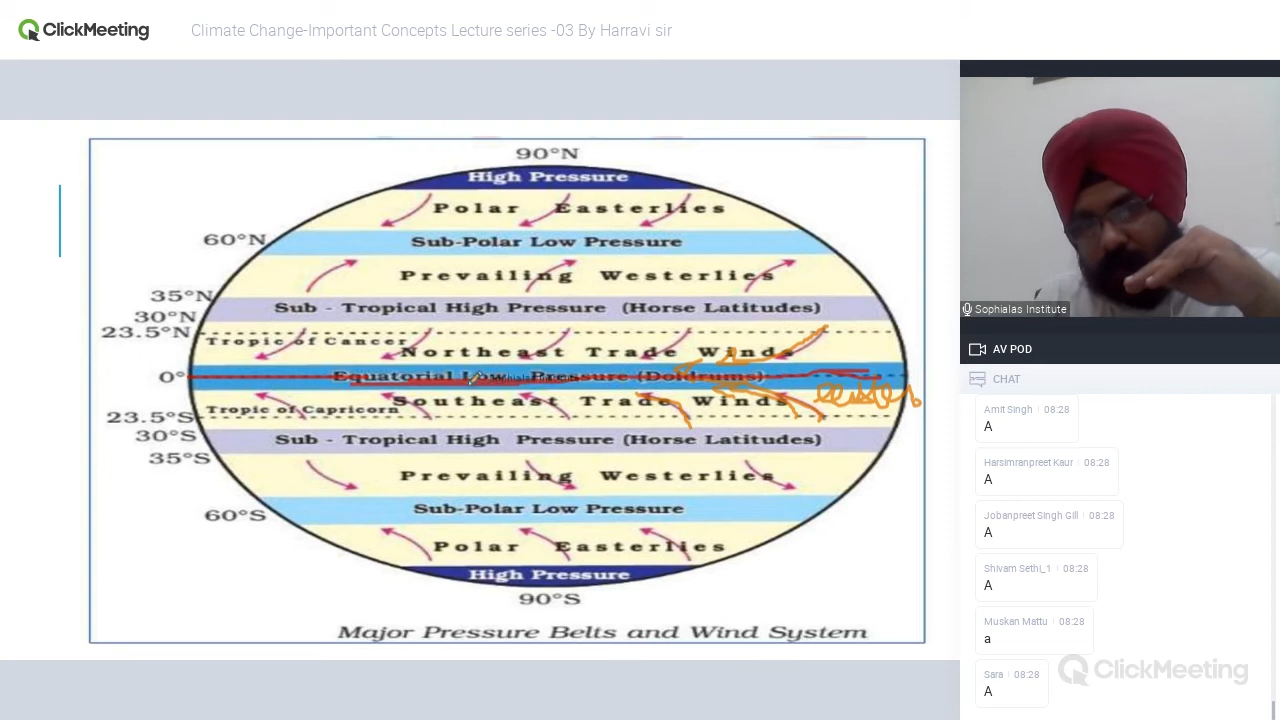 ClickMeeting
Climate Change-Important Concepts Lecture series -03 By Harravi sir
90°N
High Pressure
Polar Easterlies
60°N
Sub-Polar Low Pressure
Prevailing Westerlies
35°N
Sub - Tropical High Pressure (Horse Latitudes)
30°N
23.5°N
Tropic of Cancer
Northeast Trade Winds
0°
Equatorial Low Pressure (Doldrums)
Southeast Trade Winds
Tropic of Capricorn
23.5°S
30°S
Sub - Tropical High Pressure (Horse Latitudes)
35°S
Prevailing Westerlies
60°S
Sub-Polar Low Pressure
Polar Easterlies
High Pressure
90°S
Major Pressure Belts and Wind System
Sophialas Institute
AV POD
CHAT
Amit Singh 08:28
A
Harsimranpreet Kaur 08:28
A
Jobanpreet Singh Gill 08:28
A
Shivam Sethi_1 08:28
A
Muskan Mattu 08:28
a
Sara 08:28
A
ClickMeeting